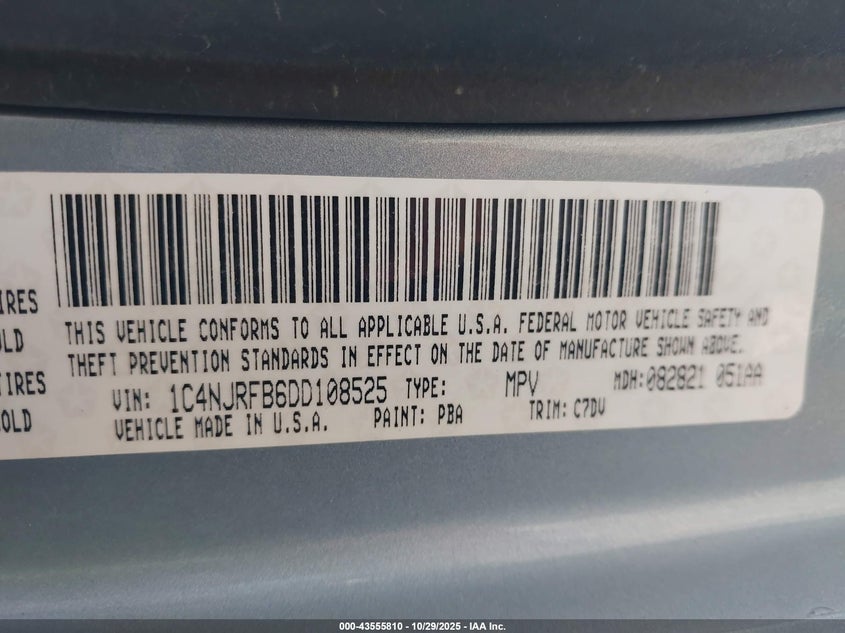 THIS VEHICLE CONFORMS TO ALL APPLICABLE U.S.A. FEDERAL MOTOR VEHICLE SAFETY AND
THEFT PREVENTION STANDARDS IN EFFECT ON THE DATE OF MANUFACTURE SHOWN ABOVE.
VIN: 1C4NJRFB6DD108525 TYPE: MPV MDH:082821 051AA
VEHICLE MADE IN U.S.A. PAINT: PBA TRIM: C7DV
IRES
OLD
TIRES
COLD
000-43555810 - 10/29/2025 - IAA Inc.